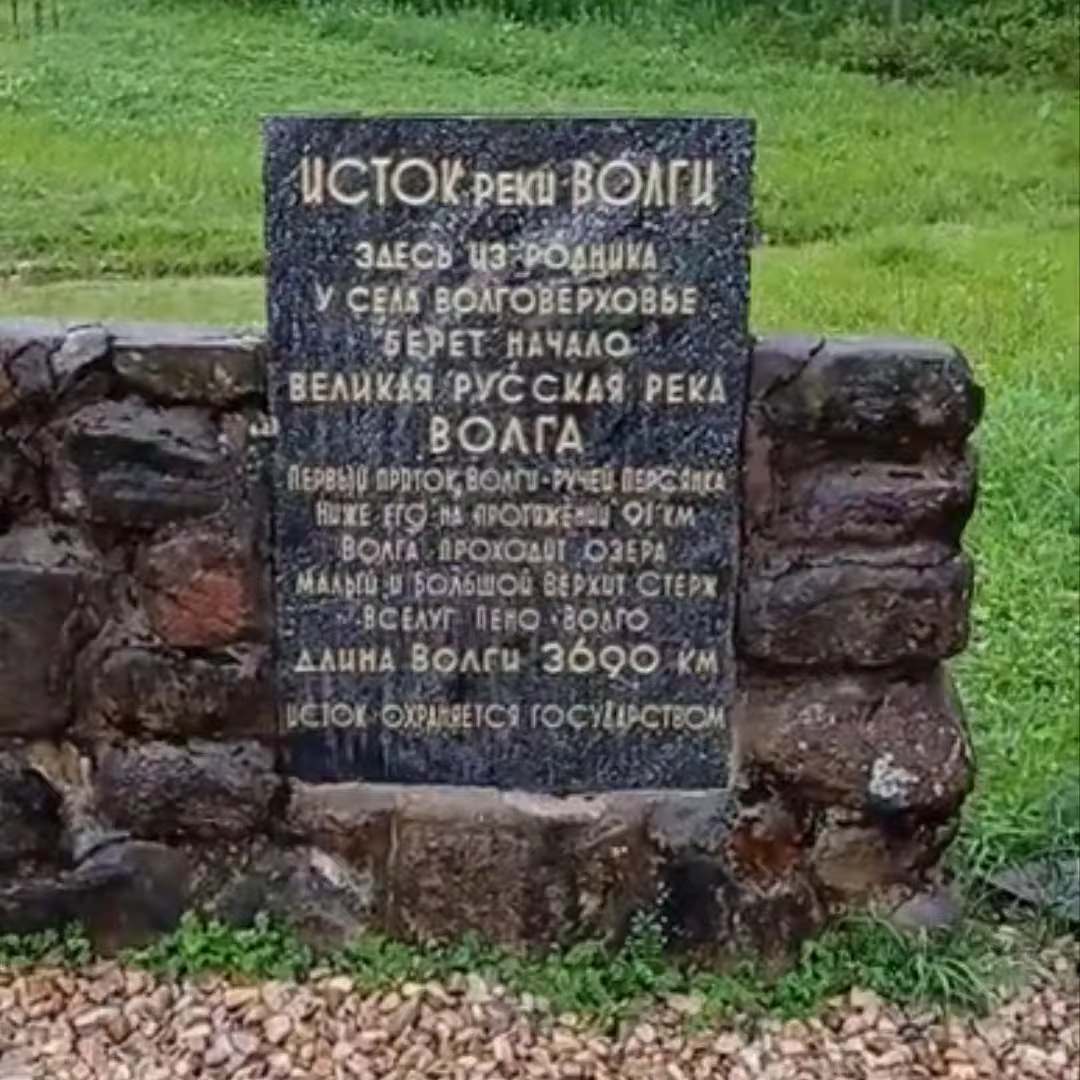 ИСТОК реки ВОЛГИ
ЗДЕСЬ ИЗ РОДНИКА
У СЕЛА ВОЛГОВЕРХОВЬЕ
БЕРЕТ НАЧАЛО
ВЕЛИКАЯ РУССКАЯ РЕКА
ВОЛГА
ПЕРВЫЙ ПРОТОК ВОЛГИ-РУЧЕЙ ПЕРСЯНКА
НИЖЕ ЕГО НА ПРОТЯЖЕНИИ 91 КМ
ВОЛГА ПРОХОДИТ ОЗЕРА
МАЛЫЙ И БОЛЬШОЙ ВЕРХИТ СТЕРЖ
ВСЕЛУГ ПЕНО ВОЛГО
ДЛИНА ВОЛГИ 3690 КМ
ИСТОК ОХРАНЯЕТСЯ ГОСУДАРСТВОМ